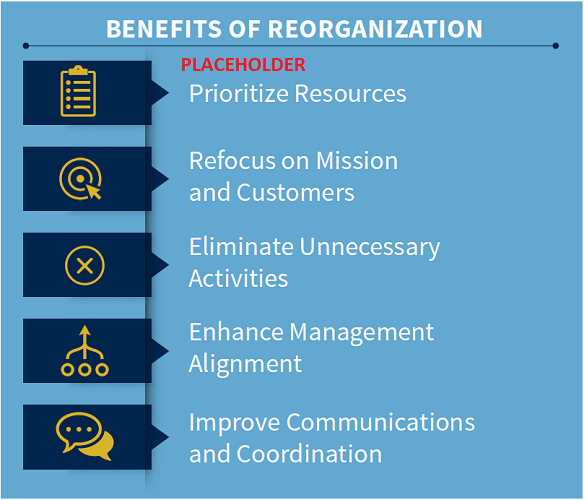 BENEFITS OF REORGANIZATION
PLACEHOLDER
Prioritize Resources
Refocus on Mission
and Customers
Eliminate Unnecessary
Activities
Enhance Management
Alignment
Improve Communications
and Coordination